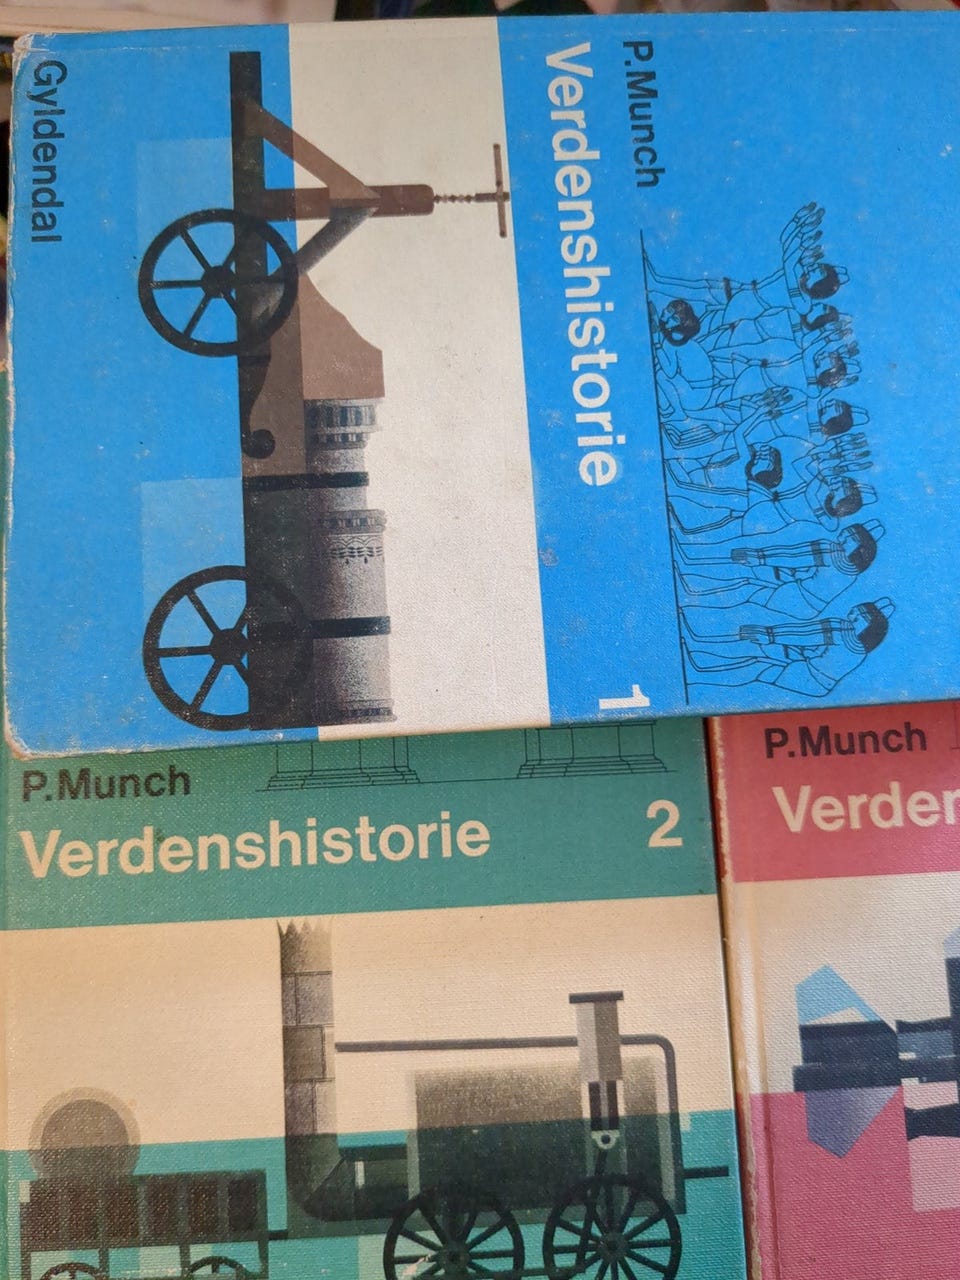 P.Munch
Verdenshistorie
1
Gyldendal
P.Munch
Verdenshistorie 2
P.Munch
Verden